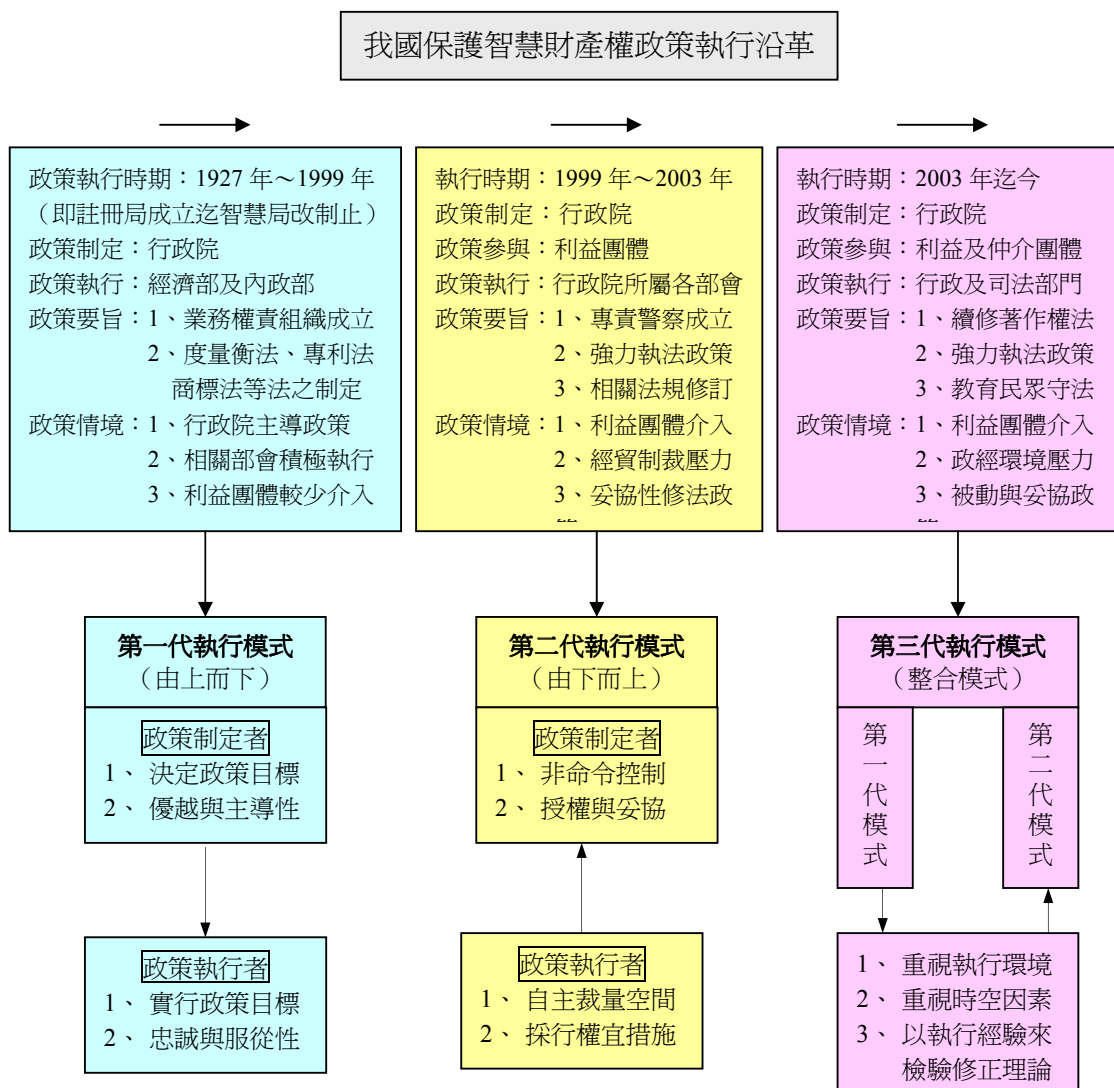 我國保護智慧財產權政策執行沿革
政策執行時期：1927 年～1999 年
（即註冊局成立迄智慧局改制止）
政策制定：行政院
政策執行：經濟部及內政部
政策要旨：1、業務權責組織成立
2、度量衡法、專利法
商標法等法之制定
政策情境：1、行政院主導政策
2、相關部會積極執行
3、利益團體較少介入
執行時期：1999 年～2003 年
政策制定：行政院
政策參與：利益團體
政策執行：行政院所屬各部會
政策要旨：1、專責警察成立
2、強力執法政策
3、相關法規修訂
政策情境：1、利益團體介入
2、經貿制裁壓力
3、妥協性修法政
執行時期：2003 年迄今
政策制定：行政院
政策參與：利益及仲介團體
政策執行：行政及司法部門
政策要旨：1、續修著作權法
2、強力執法政策
3、教育民眾守法
政策情境：1、利益團體介入
2、政經環境壓力
3、被動與妥協政
第一代執行模式
（由上而下）
政策制定者
1、 決定政策目標
2、 優越與主導性
政策執行者
1、 實行政策目標
2、 忠誠與服從性
第二代執行模式
（由下而上）
政策制定者
1、 非命令控制
2、 授權與妥協
政策執行者
1、 自主裁量空間
2、 採行權宜措施
第三代執行模式
（整合模式）
第一代模式
第二代模式
1、 重視執行環境
2、 重視時空因素
3、 以執行經驗來
檢驗修正理論